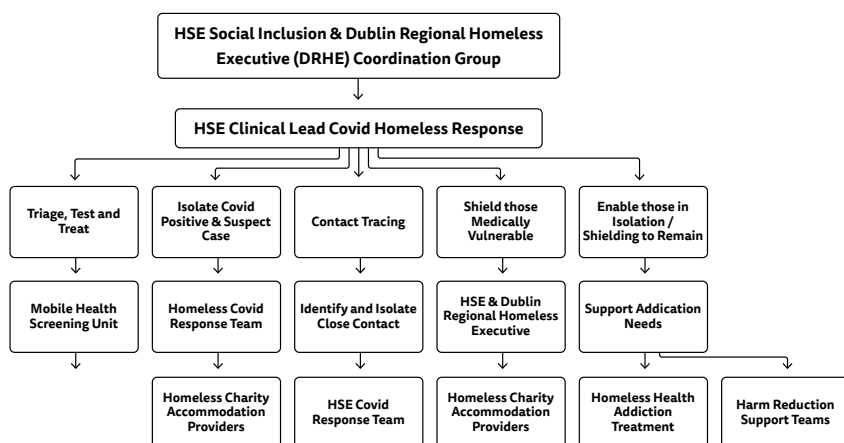 HSE Social Inclusion & Dublin Regional Homeless
Executive (DRHE) Coordination Group
HSE Clinical Lead Covid Homeless Response
Triage, Test and
Treat
Isolate Covid
Positive & Suspect
Case
Contact Tracing
Shield those
Medically
Vulnerable
Enable those in
Isolation /
Shielding to Remain
Mobile Health
Screening Unit
Homeless Covid
Response Team
Identify and Isolate
Close Contact
HSE & Dublin
Regional Homeless
Executive
Support Addication
Needs
Homeless Charity
Accommodation
Providers
HSE Covid
Response Team
Homeless Charity
Accommodation
Providers
Homeless Health
Addiction
Treatment
Harm Reduction
Support Teams